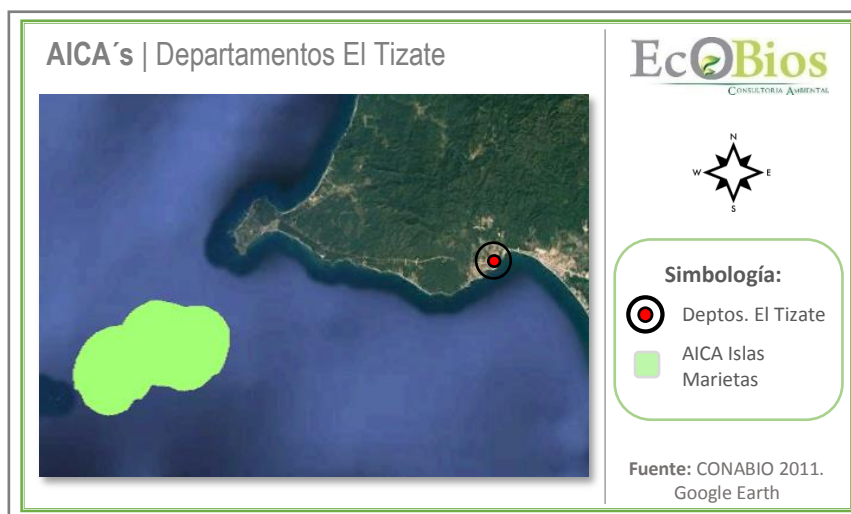 AICA´s | Departamentos El Tizate
EcOBios
CONSULTORIA AMBIENTAL
N
W E
S
Simbología:
Deptos. El Tizate
AICA Islas
Marietas
Fuente: CONABIO 2011.
Google Earth